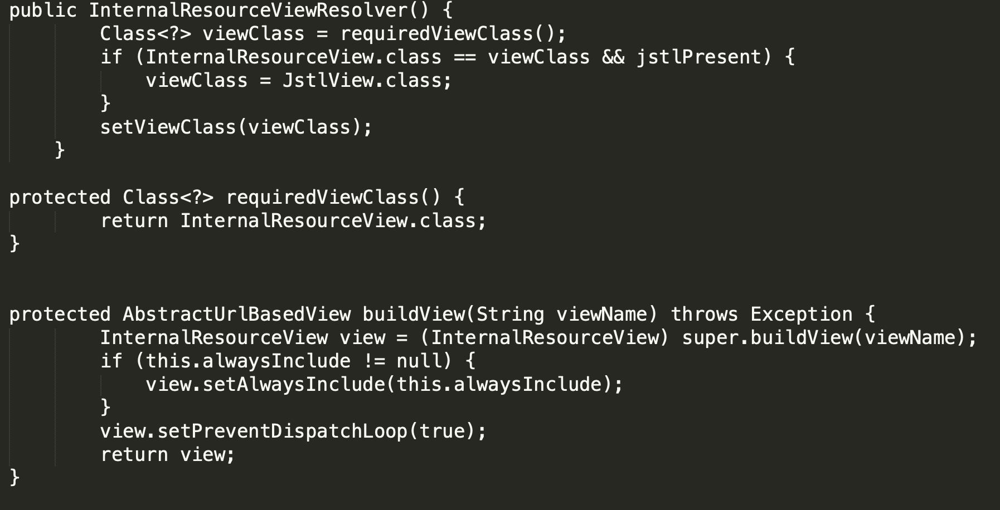 public InternalResourceViewResolver() {
        Class<?> viewClass = requiredViewClass();
        if (InternalResourceView.class == viewClass && jstlPresent) {
            viewClass = JstlView.class;
        }
        setViewClass(viewClass);
    }

protected Class<?> requiredViewClass() {
        return InternalResourceView.class;
}

protected AbstractUrlBasedView buildView(String viewName) throws Exception {
        InternalResourceView view = (InternalResourceView) super.buildView(viewName);
        if (this.alwaysInclude != null) {
            view.setAlwaysInclude(this.alwaysInclude);
        }
        view.setPreventDispatchLoop(true);
        return view;
}